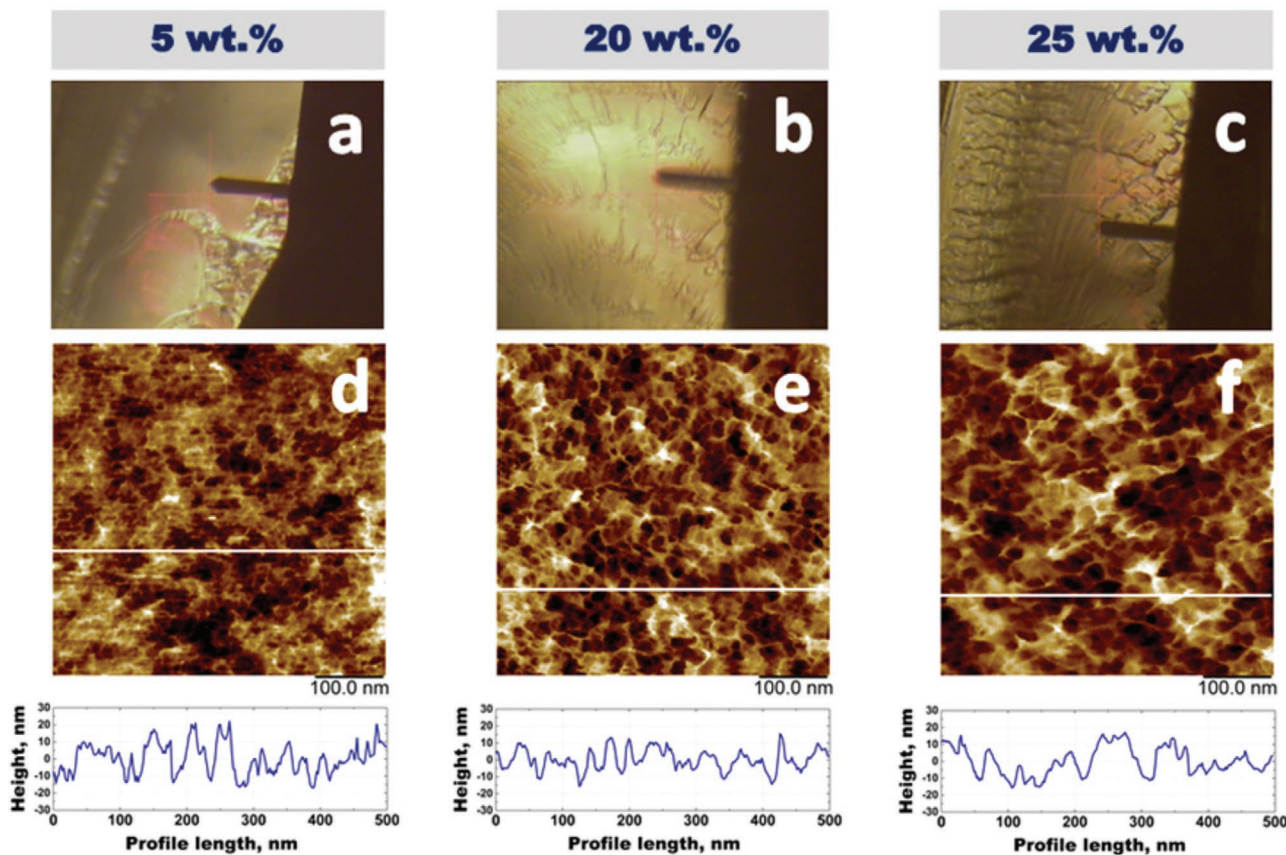 5 wt.% 20 wt.% 25 wt.%
a b c
d e f
100.0 nm 100.0 nm 100.0 nm
Height, nm Height, nm Height, nm
30 30 30
20 20 20
10 10 10
0 0 0
-10 -10 -10
-20 -20 -20
-30 -30 -30
0 100 200 300 400 500 0 100 200 300 400 500 0 100 200 300 400 500
Profile length, nm Profile length, nm Profile length, nm